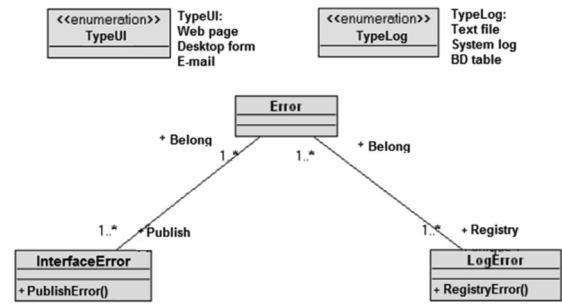 <<enumeration>>
TypeUI
TypeUI:
Web page
Desktop form
E-mail
<<enumeration>>
TypeLog
TypeLog:
Text file
System log
BD table
Error
+ Belong
1..*
1..*
+ Belong
1..*
+Publish
1..*
+ Registry
InterfaceError
+ PublishError()
LogError
+ RegistryError()